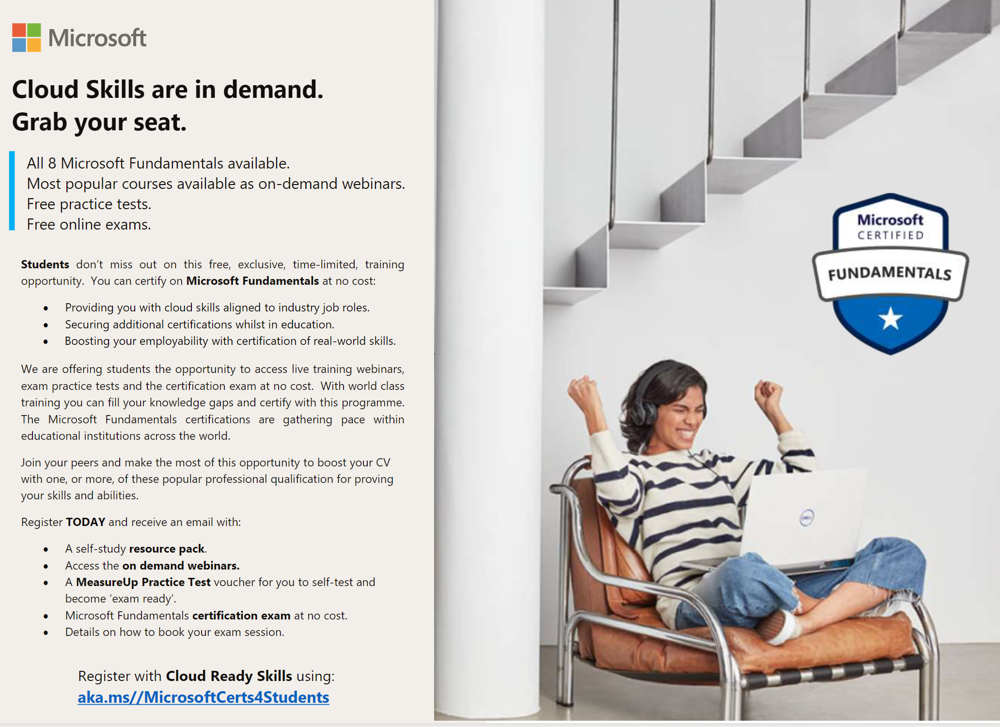 Microsoft
Cloud Skills are in demand.
Grab your seat.
All 8 Microsoft Fundamentals available.
Most popular courses available as on-demand webinars.
Free practice tests.
Free online exams.
Students don’t miss out on this free, exclusive, time-limited, training
opportunity.  You can certify on Microsoft Fundamentals at no cost:
• Providing you with cloud skills aligned to industry job roles.
• Securing additional certifications whilst in education.
• Boosting your employability with certification of real-world skills.
We are offering students the opportunity to access live training webinars,
exam practice tests and the certification exam at no cost.  With world class
training you can fill your knowledge gaps and certify with this programme.
The Microsoft Fundamentals certifications are gathering pace within
educational institutions across the world.
Join your peers and make the most of this opportunity to boost your CV
with one, or more, of these popular professional qualification for proving
your skills and abilities.
Register TODAY and receive an email with:
• A self-study resource pack.
• Access the on demand webinars.
• A MeasureUp Practice Test voucher for you to self-test and
become ‘exam ready’.
• Microsoft Fundamentals certification exam at no cost.
• Details on how to book your exam session.
Register with Cloud Ready Skills using:
aka.ms//MicrosoftCerts4Students
Microsoft
CERTIFIED
FUNDAMENTALS
DELL